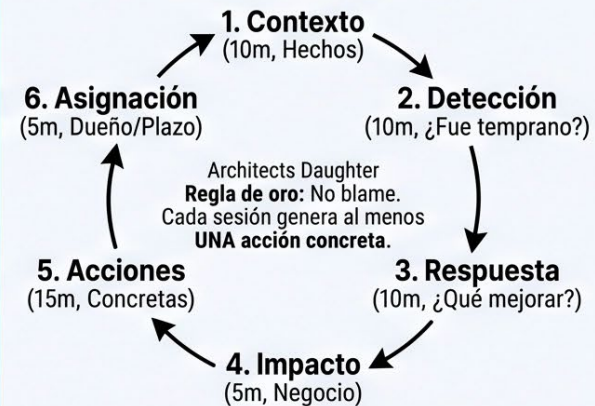 1. Contexto
(10m, Hechos)
2. Detección
(10m, ¿Fue temprano?)
3. Respuesta
(10m, ¿Qué mejorar?)
4. Impacto
(5m, Negocio)
5. Acciones
(15m, Concretas)
6. Asignación
(5m, Dueño/Plazo)
Architects Daughter
Regla de oro: No blame.
Cada sesión genera al menos
UNA acción concreta.